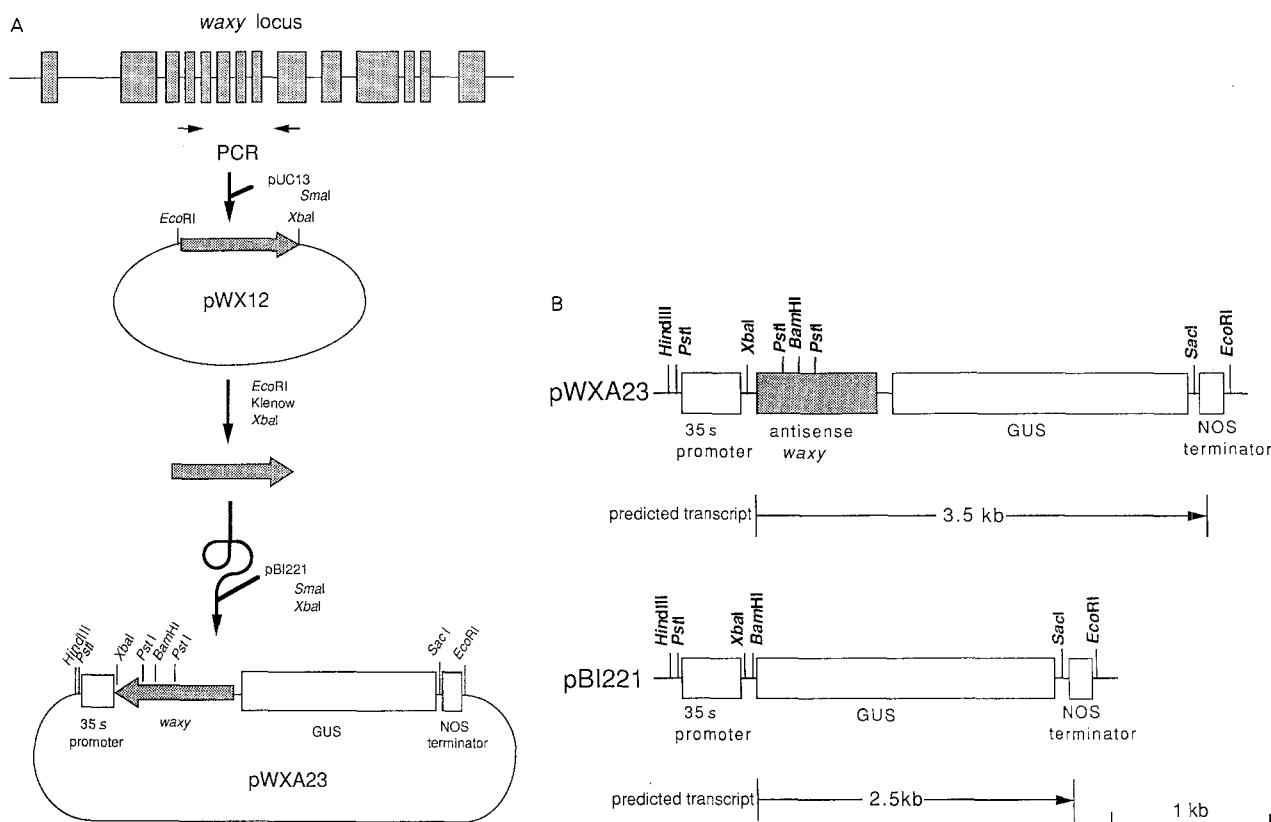 A
waxy locus
PCR
pUC13
SmaI
EcoRI
XbaI
pWX12
EcoRI
Klenow
XbaI
pBI221
SmaI
XbaI
HindIII
PstI
XbaI
Pst I
BamHI
Pst I
Sac I
EcoRI
35 s
promoter
waxy
GUS
NOS
terminator
pWXA23
B
HindIII
PstI
XbaI
PstI
BamHI
PstI
SacI
EcoRI
pWXA23
35 s
promoter
antisense
waxy
GUS
NOS
terminator
predicted transcript
3.5 kb
HindIII
PstI
XbaI
BamHI
SacI
EcoRI
pBI221
35 s
promoter
GUS
NOS
terminator
predicted transcript
2.5kb
1 kb